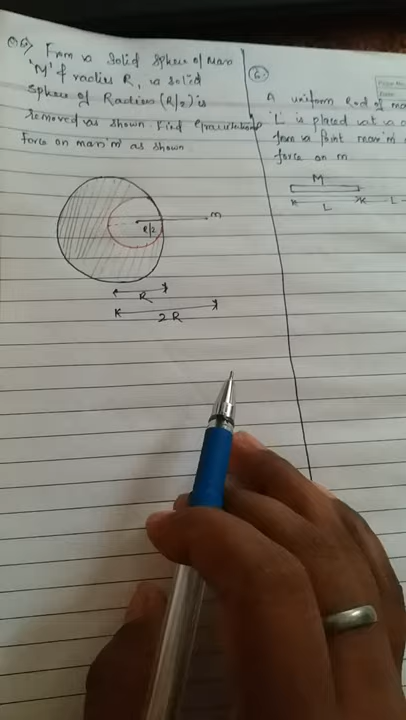 Q5) From a Solid Sphere of Mass
'M' & radius R, a solid
Sphere of Radius (R/2) is
removed as shown. Find Gravitational
Force on mass 'm' as shown
R/2
m
R
2R
6.
A uniform Rod of
'L' is placed at a
from a point mass
force on m
M
L